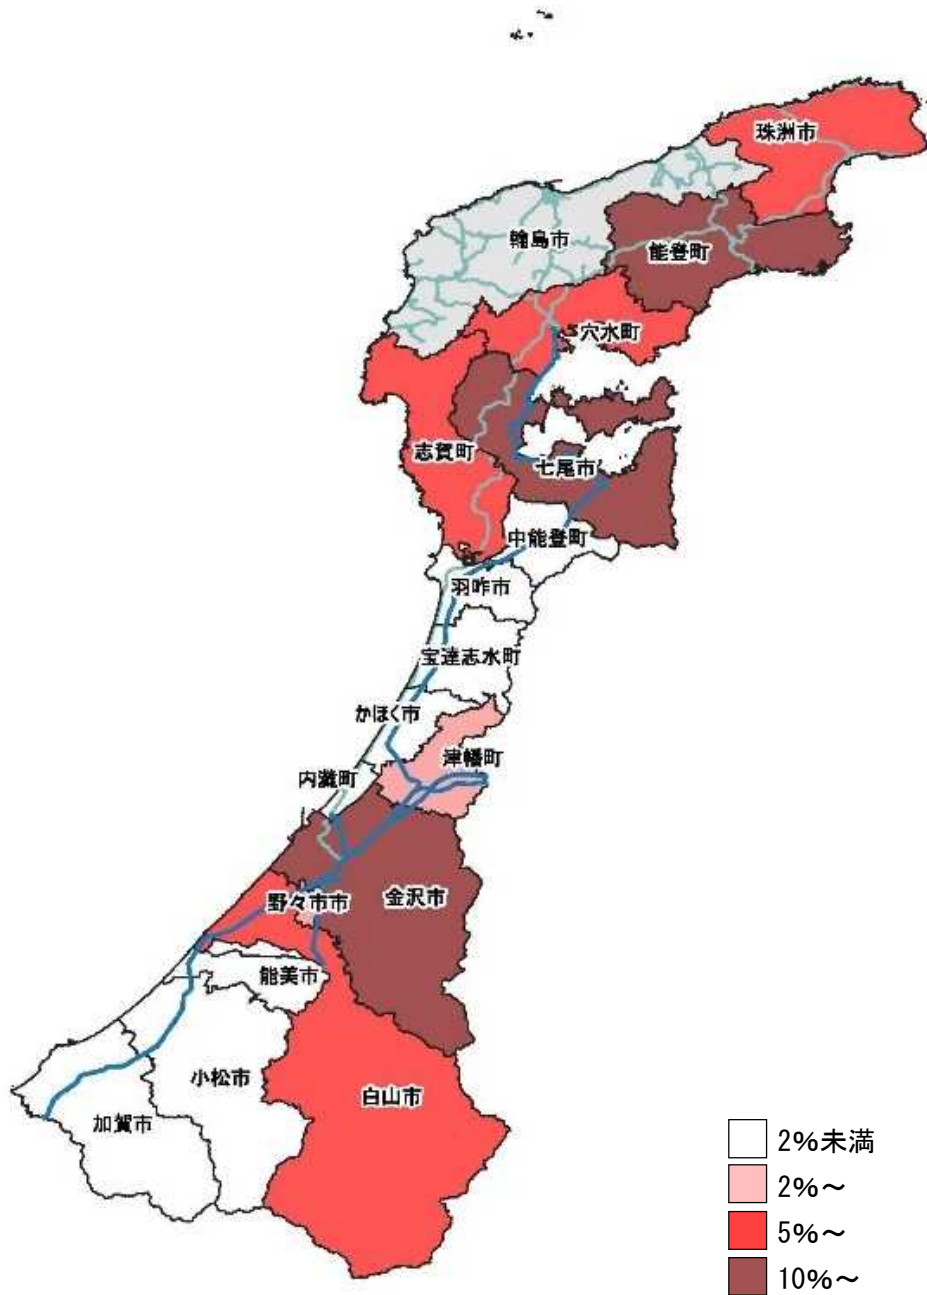 珠洲市
輪島市
能登町
穴水町
志賀町
七尾市
中能登町
羽咋市
宝達志水町
かほく市
津幡町
内灘町
金沢市
野々市市
能美市
小松市
白山市
加賀市
2%未満
2%～
5%～
10%～